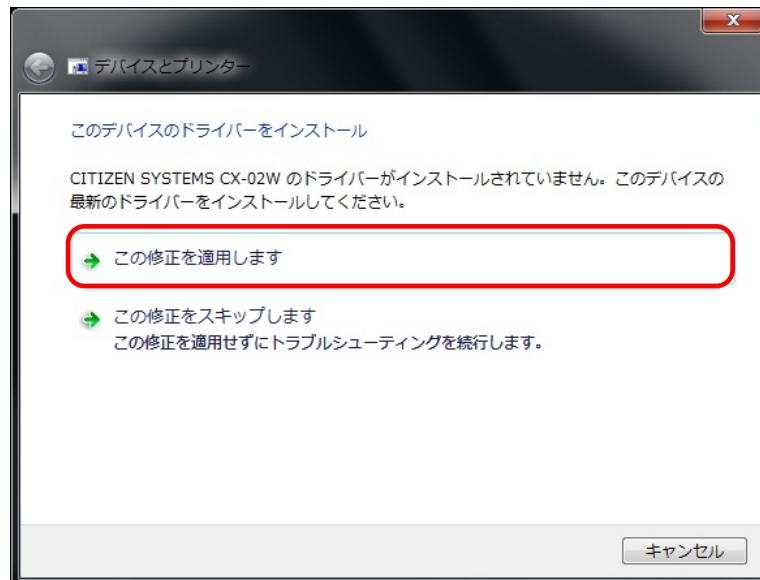 デバイスとプリンター
このデバイスのドライバーをインストール
CITIZEN SYSTEMS CX-02W のドライバーがインストールされていません。このデバイスの
最新のドライバーをインストールしてください。
この修正を適用します
この修正をスキップします
この修正を適用せずにトラブルシューティングを続行します。
キャンセル